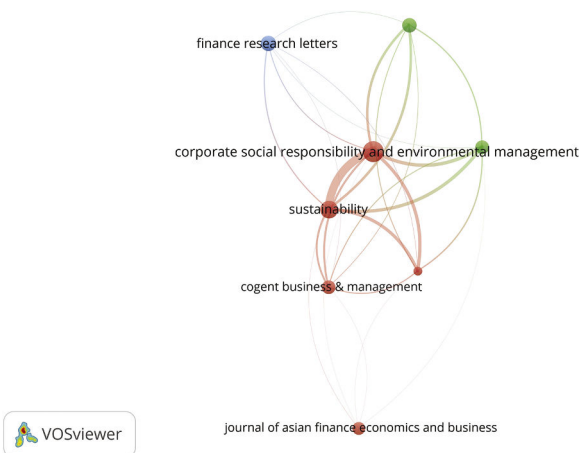 finance research letters
corporate social responsibility and environmental management
sustainability
cogent business & management
journal of asian finance economics and business
VOSviewer